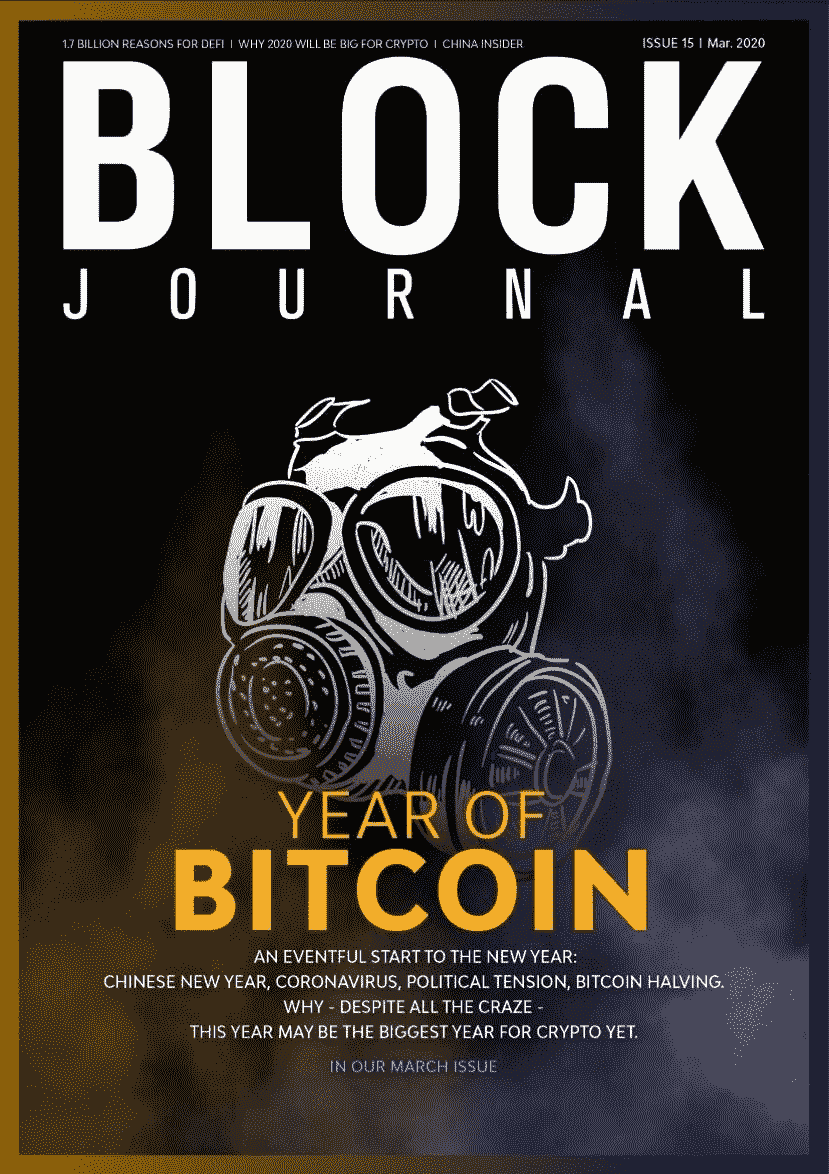 1.7 BILLION REASONS FOR DEFI | WHY 2020 WILL BE BIG FOR CRYPTO | CHINA INSIDER
ISSUE 15 | Mar. 2020
BLOCK
JOURNAL
YEAR OF
BITCOIN
AN EVENTFUL START TO THE NEW YEAR:
CHINESE NEW YEAR, CORONAVIRUS, POLITICAL TENSION, BITCOIN HALVING.
WHY - DESPITE ALL THE CRAZE -
THIS YEAR MAY BE THE BIGGEST YEAR FOR CRYPTO YET.
IN OUR MARCH ISSUE